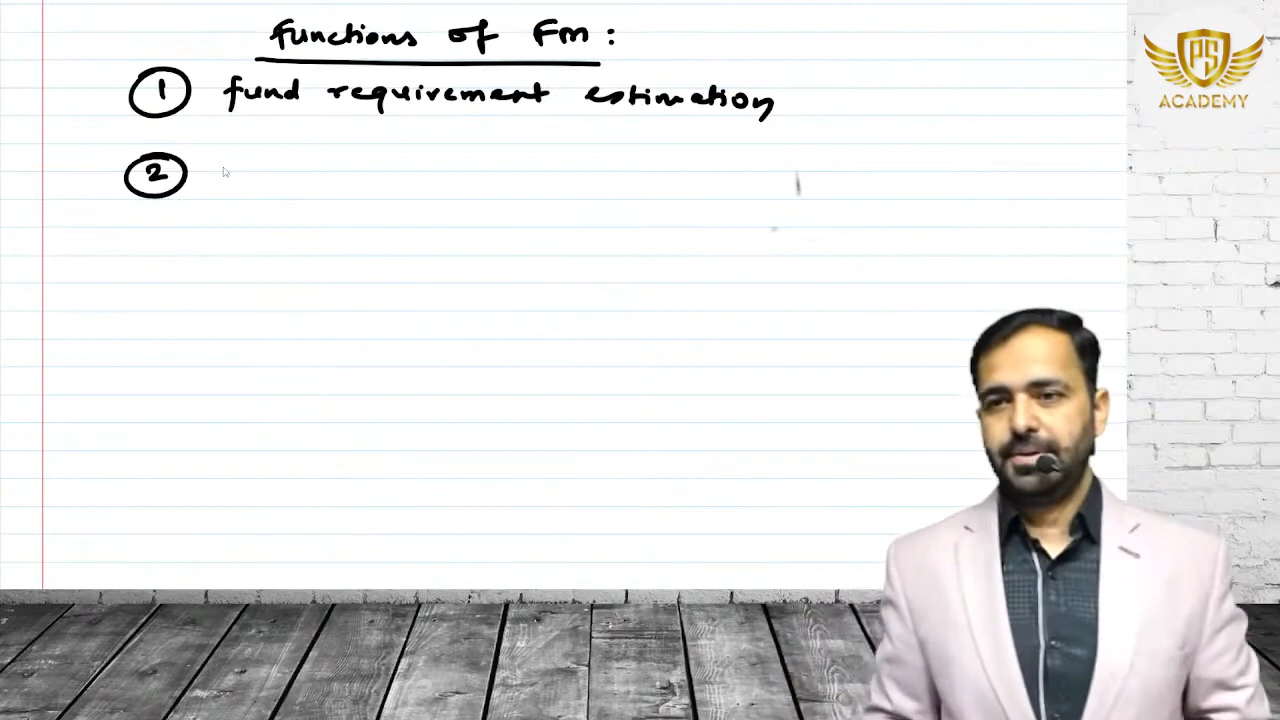 Functions of Fm :
1 fund requirement estimation
2
PS
ACADEMY